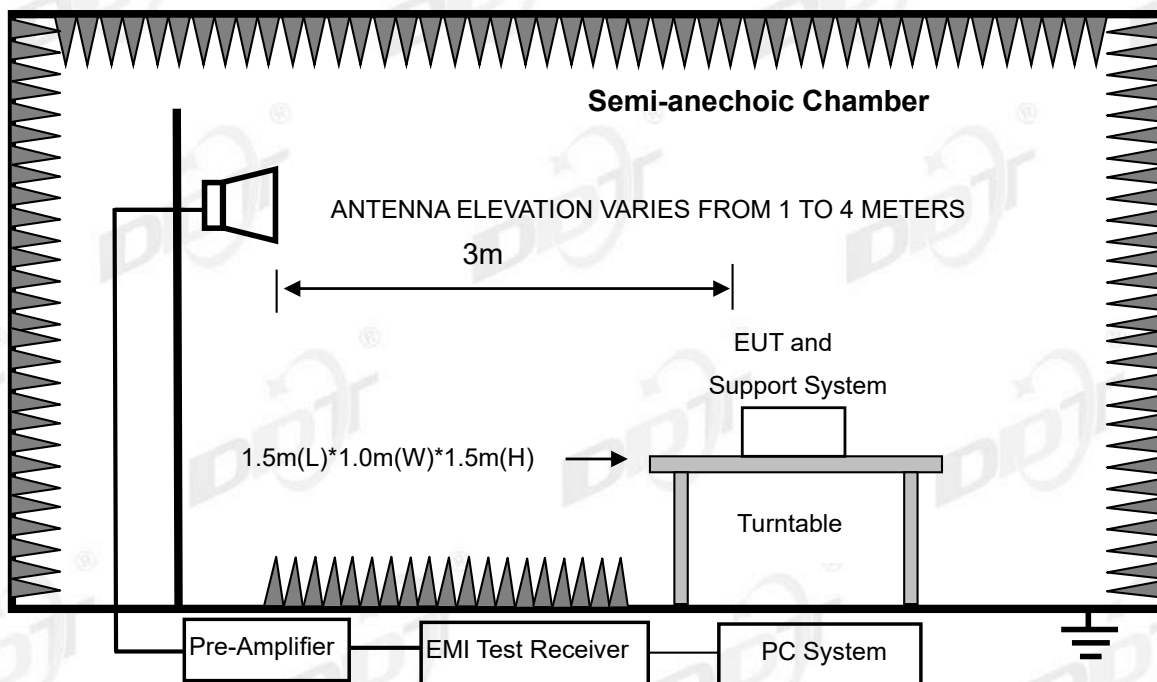 Semi-anechoic Chamber
ANTENNA ELEVATION VARIES FROM 1 TO 4 METERS
3m
EUT and
Support System
1.5m(L)*1.0m(W)*1.5m(H)
Turntable
Pre-Amplifier
EMI Test Receiver
PC System
DDT
®